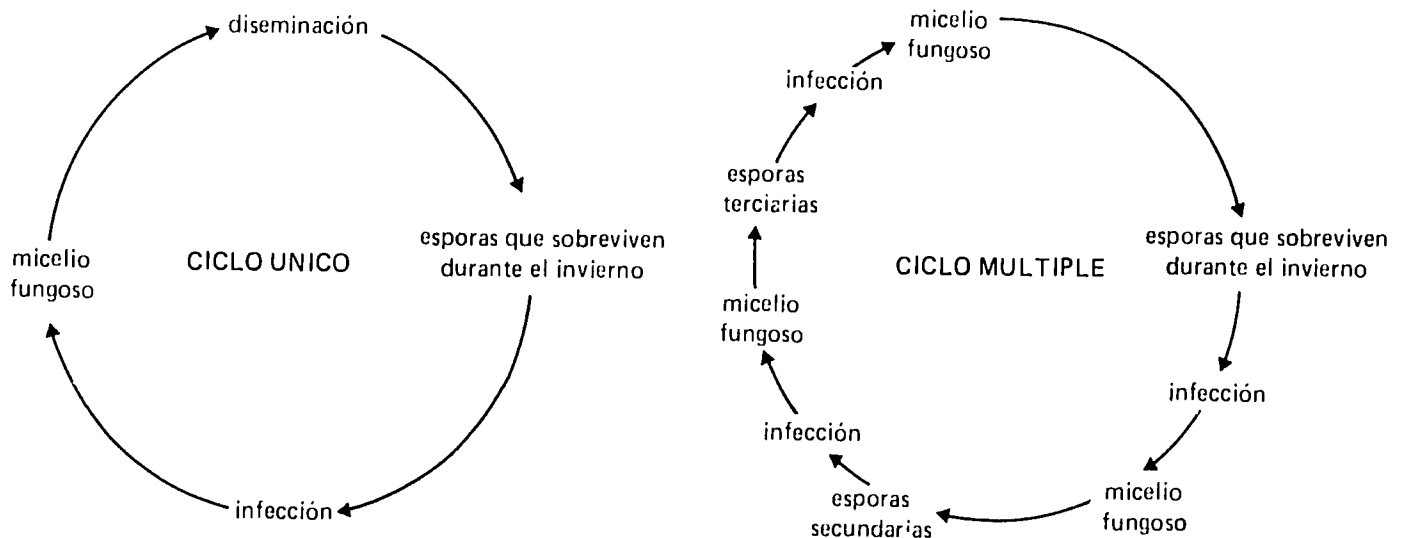 diseminación
esporas que sobreviven
durante el invierno
infección
micelio
fungoso
CICLO UNICO
micelio
fungoso
esporas que sobreviven
durante el invierno
infección
micelio
fungoso
esporas
secundarias
infección
micelio
fungoso
esporas
terciarias
infección
CICLO MULTIPLE